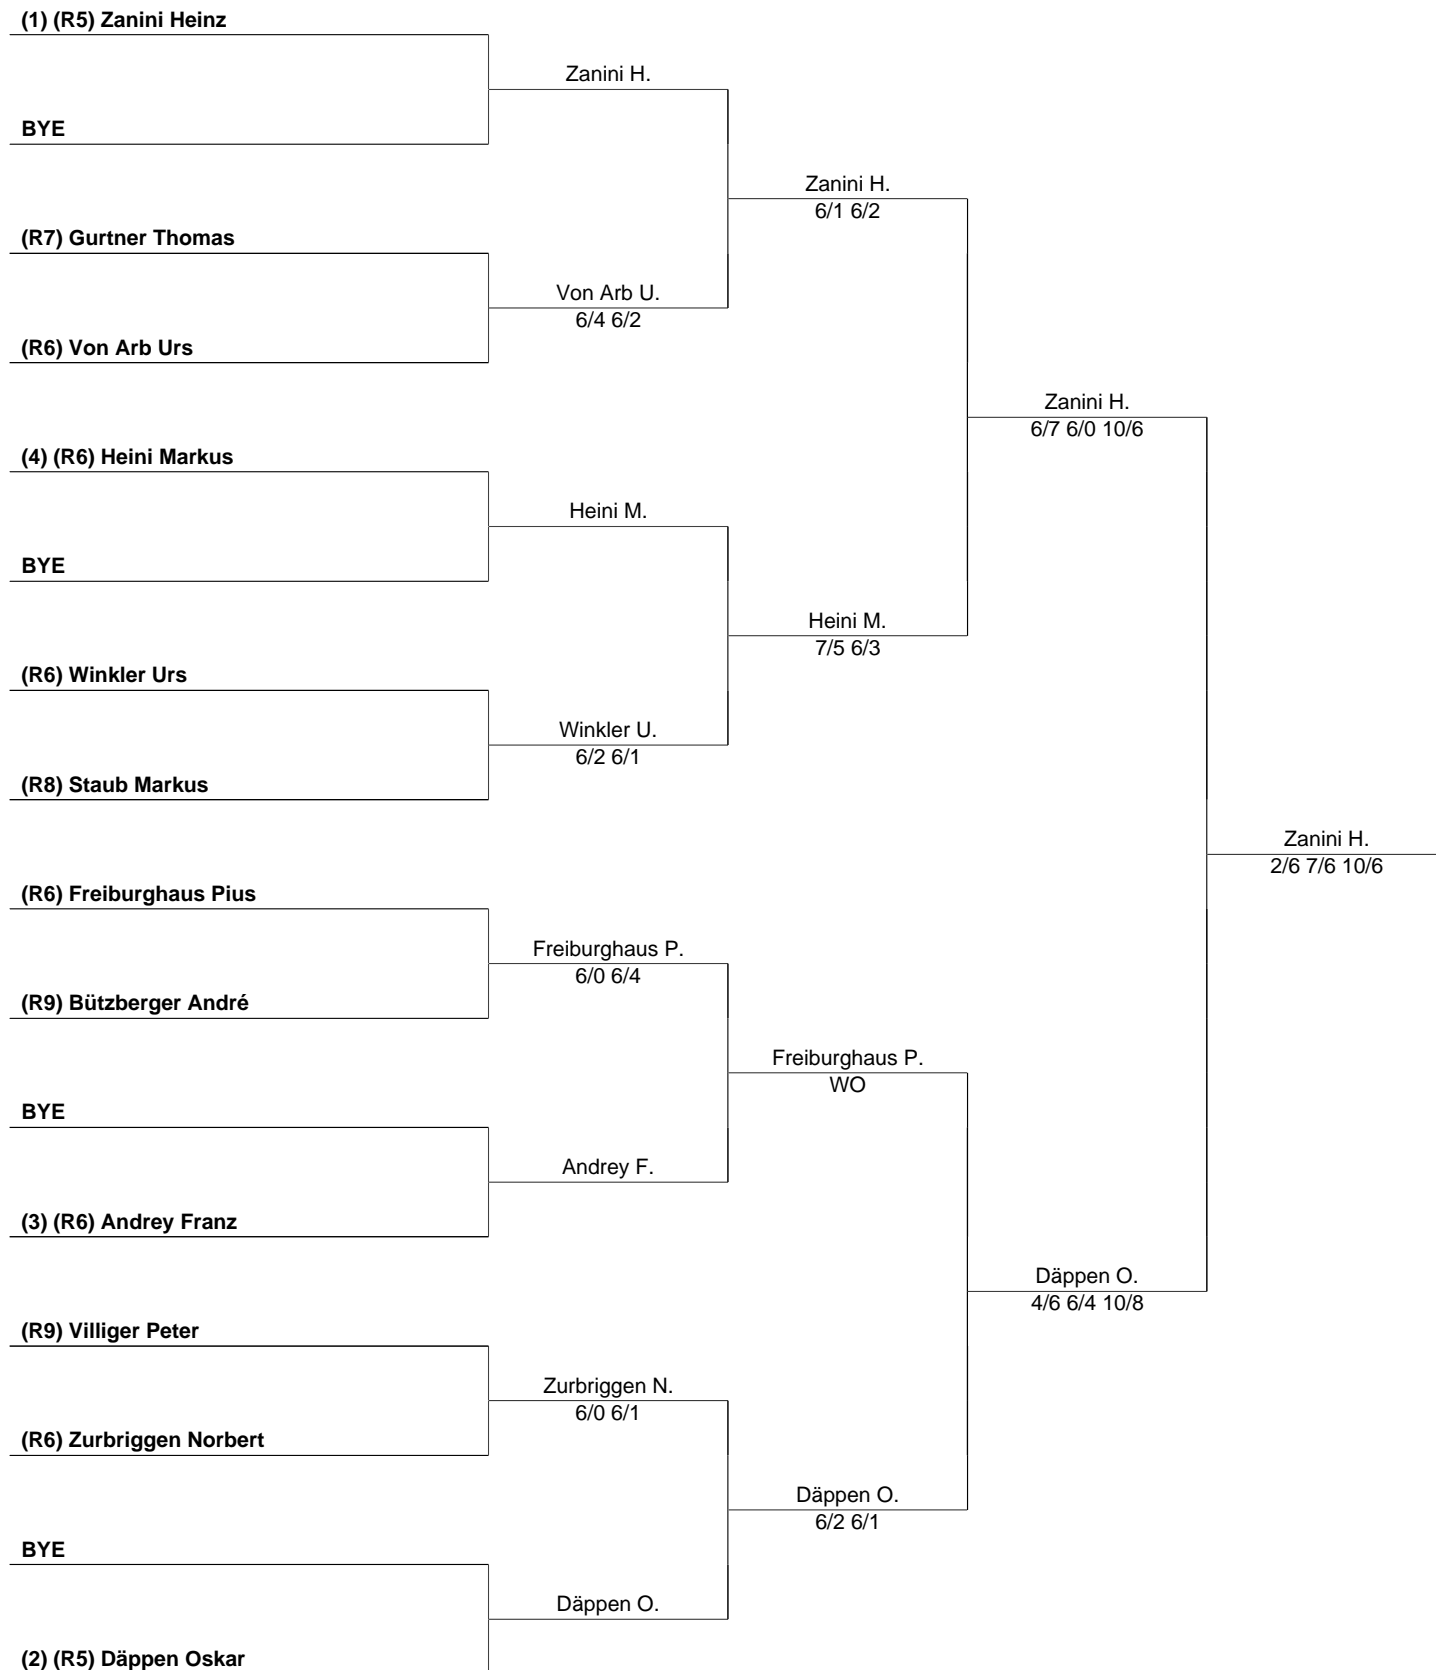 (1) (R5) Zanini Heinz
Zanini H.
BYE
Zanini H.
6/1 6/2
(R7) Gurtner Thomas
Von Arb U.
6/4 6/2
(R6) Von Arb Urs
Zanini H.
6/7 6/0 10/6
(4) (R6) Heini Markus
Heini M.
BYE
Heini M.
7/5 6/3
(R6) Winkler Urs
Winkler U.
6/2 6/1
(R8) Staub Markus
Zanini H.
2/6 7/6 10/6
(R6) Freiburghaus Pius
Freiburghaus P.
6/0 6/4
(R9) Bützberger André
Freiburghaus P.
WO
BYE
Andrey F.
(3) (R6) Andrey Franz
Däppen O.
4/6 6/4 10/8
(R9) Villiger Peter
Zurbriggen N.
6/0 6/1
(R6) Zurbriggen Norbert
Däppen O.
6/2 6/1
BYE
Däppen O.
(2) (R5) Däppen Oskar